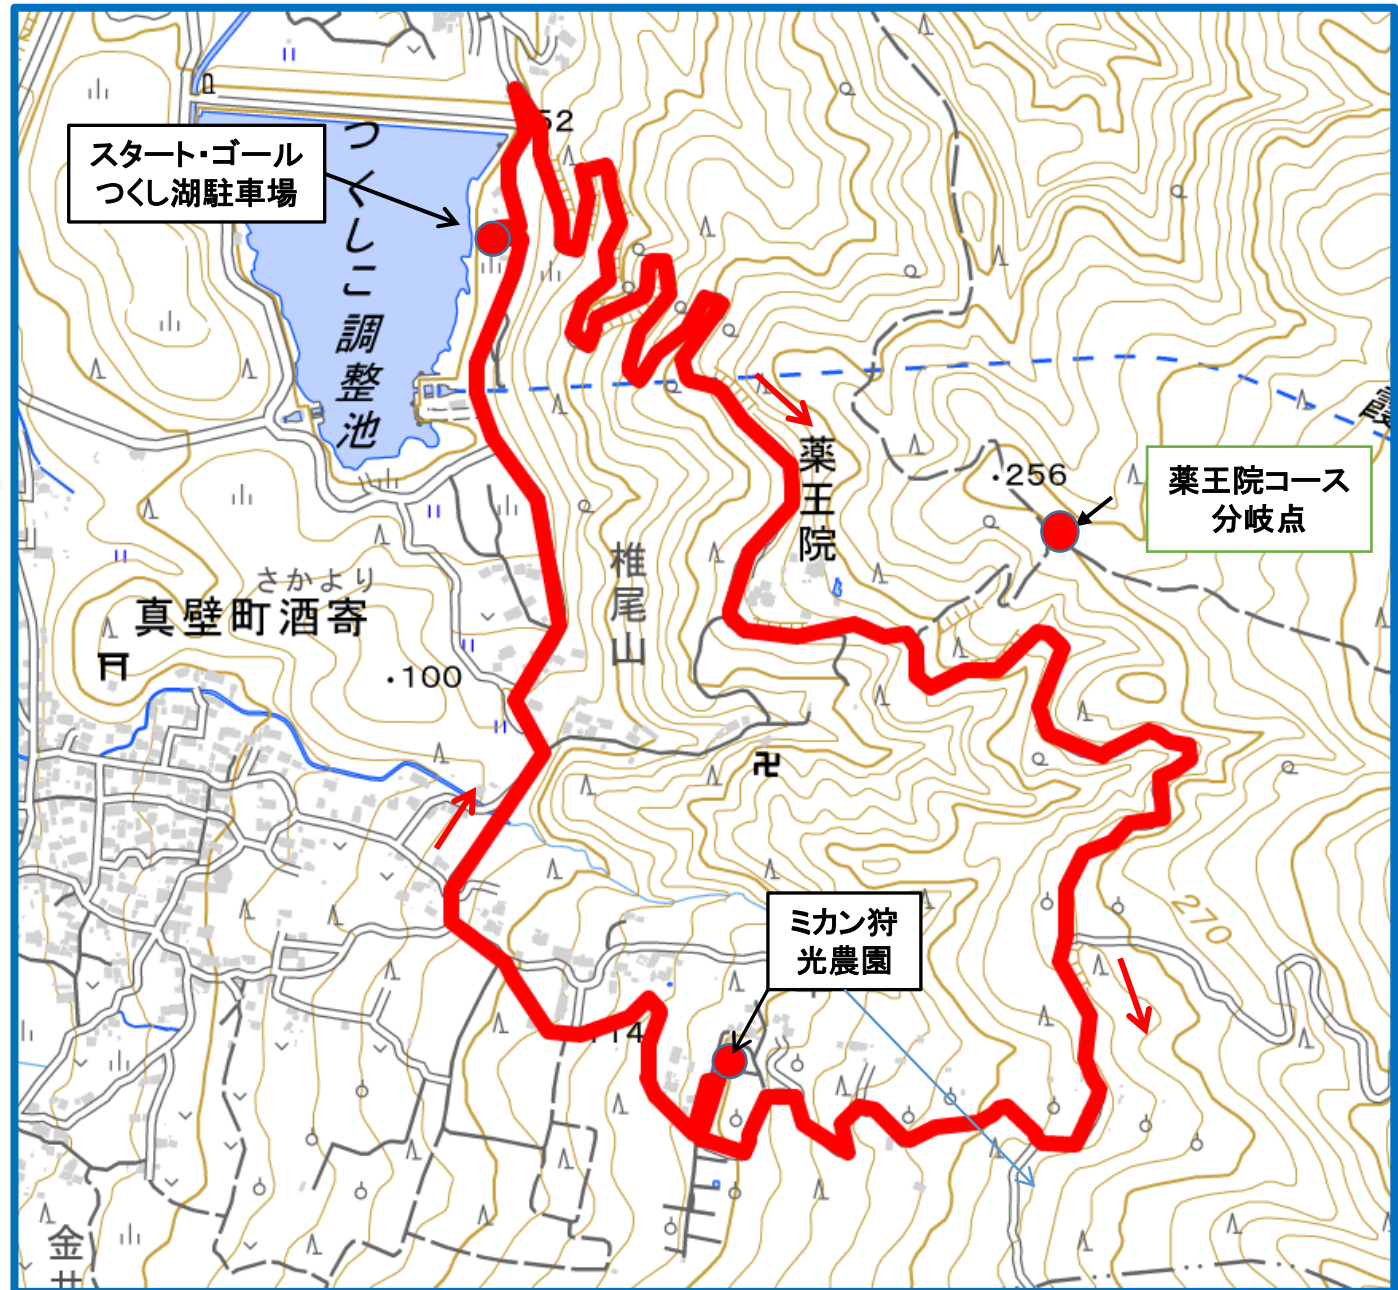 52
スタート・ゴール
つくし湖駐車場
つくしこ調整池
薬王院
・256
薬王院コース
分岐点
椎尾山
さかより
真壁町酒寄
・100
270
ミカン狩
光農園
14
金井